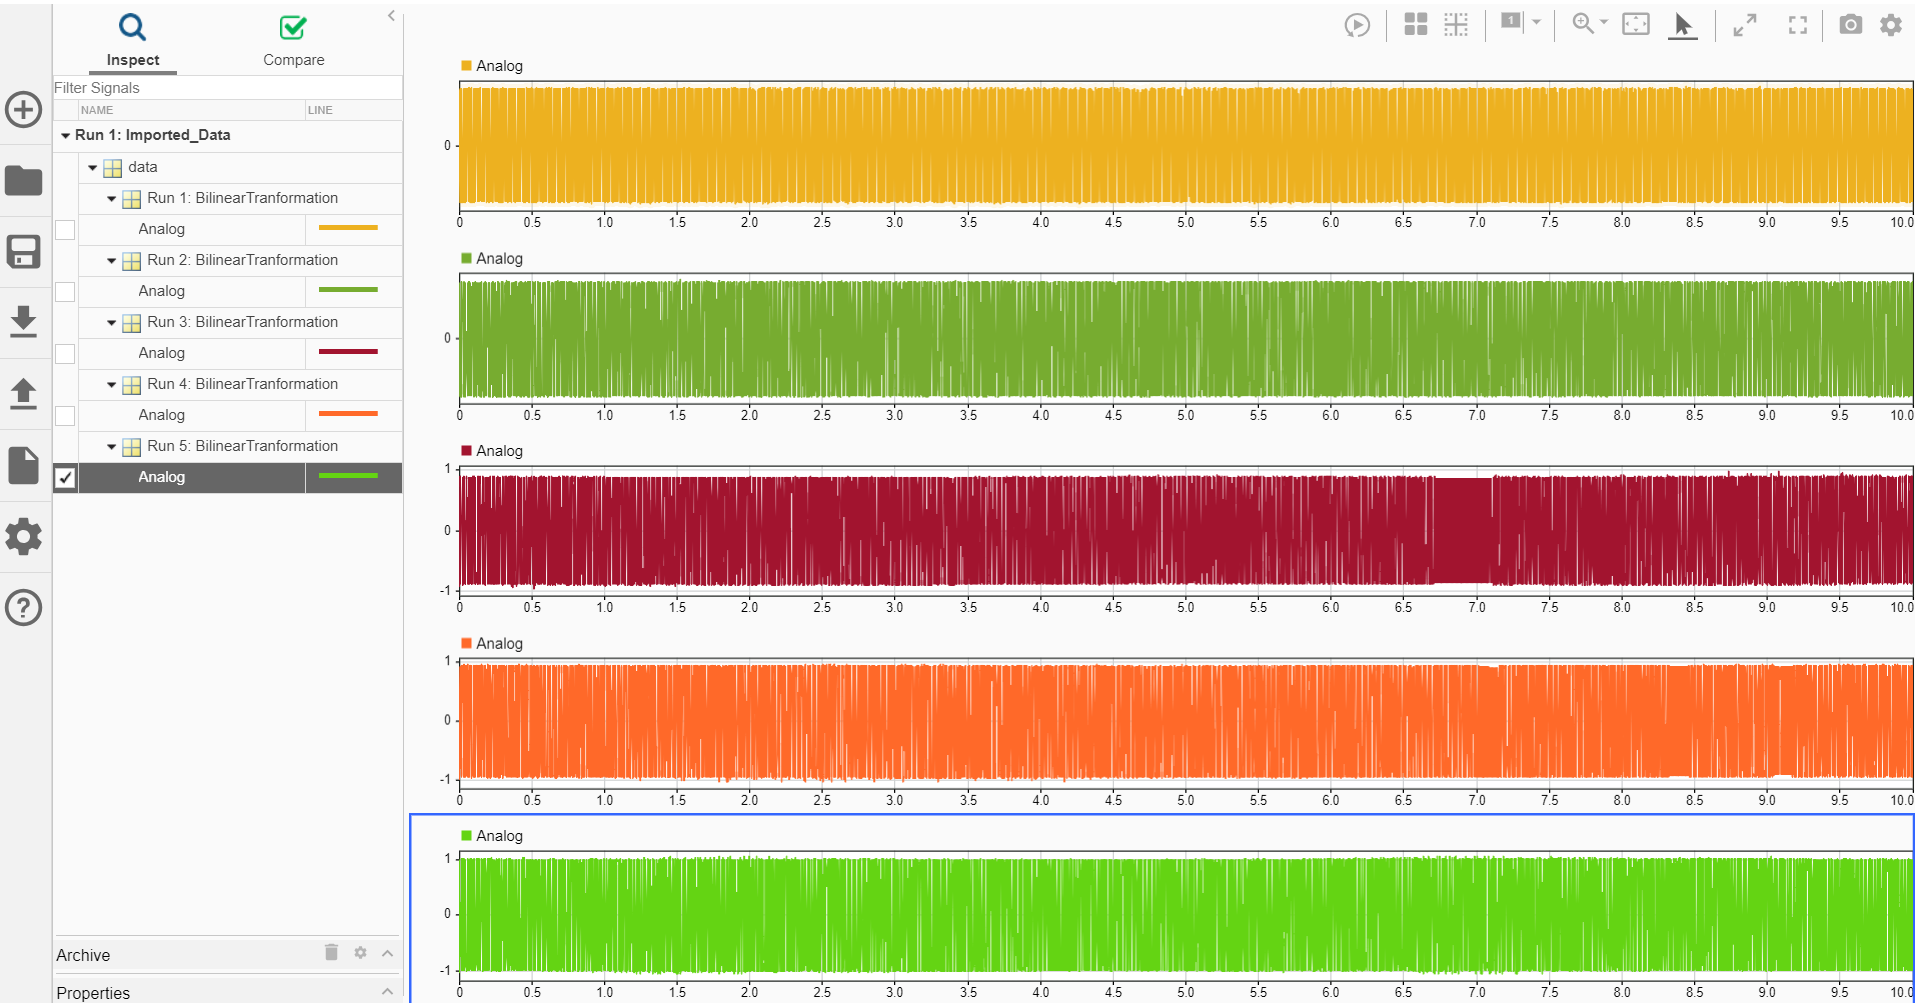 Inspect
Compare
Filter Signals
NAME LINE
Run 1: Imported_Data
data
Run 1: BilinearTranformation
Analog
Run 2: BilinearTranformation
Analog
Run 3: BilinearTranformation
Analog
Run 4: BilinearTranformation
Analog
Run 5: BilinearTranformation
Analog
Archive
Properties
1
Analog
0
0 0.5 1.0 1.5 2.0 2.5 3.0 3.5 4.0 4.5 5.0 5.5 6.0 6.5 7.0 7.5 8.0 8.5 9.0 9.5 10.0
Analog
0
0 0.5 1.0 1.5 2.0 2.5 3.0 3.5 4.0 4.5 5.0 5.5 6.0 6.5 7.0 7.5 8.0 8.5 9.0 9.5 10.0
Analog
1
0
-1
0 0.5 1.0 1.5 2.0 2.5 3.0 3.5 4.0 4.5 5.0 5.5 6.0 6.5 7.0 7.5 8.0 8.5 9.0 9.5 10.0
Analog
1
0
-1
0 0.5 1.0 1.5 2.0 2.5 3.0 3.5 4.0 4.5 5.0 5.5 6.0 6.5 7.0 7.5 8.0 8.5 9.0 9.5 10.0
Analog
1
0
-1
0 0.5 1.0 1.5 2.0 2.5 3.0 3.5 4.0 4.5 5.0 5.5 6.0 6.5 7.0 7.5 8.0 8.5 9.0 9.5 10.0